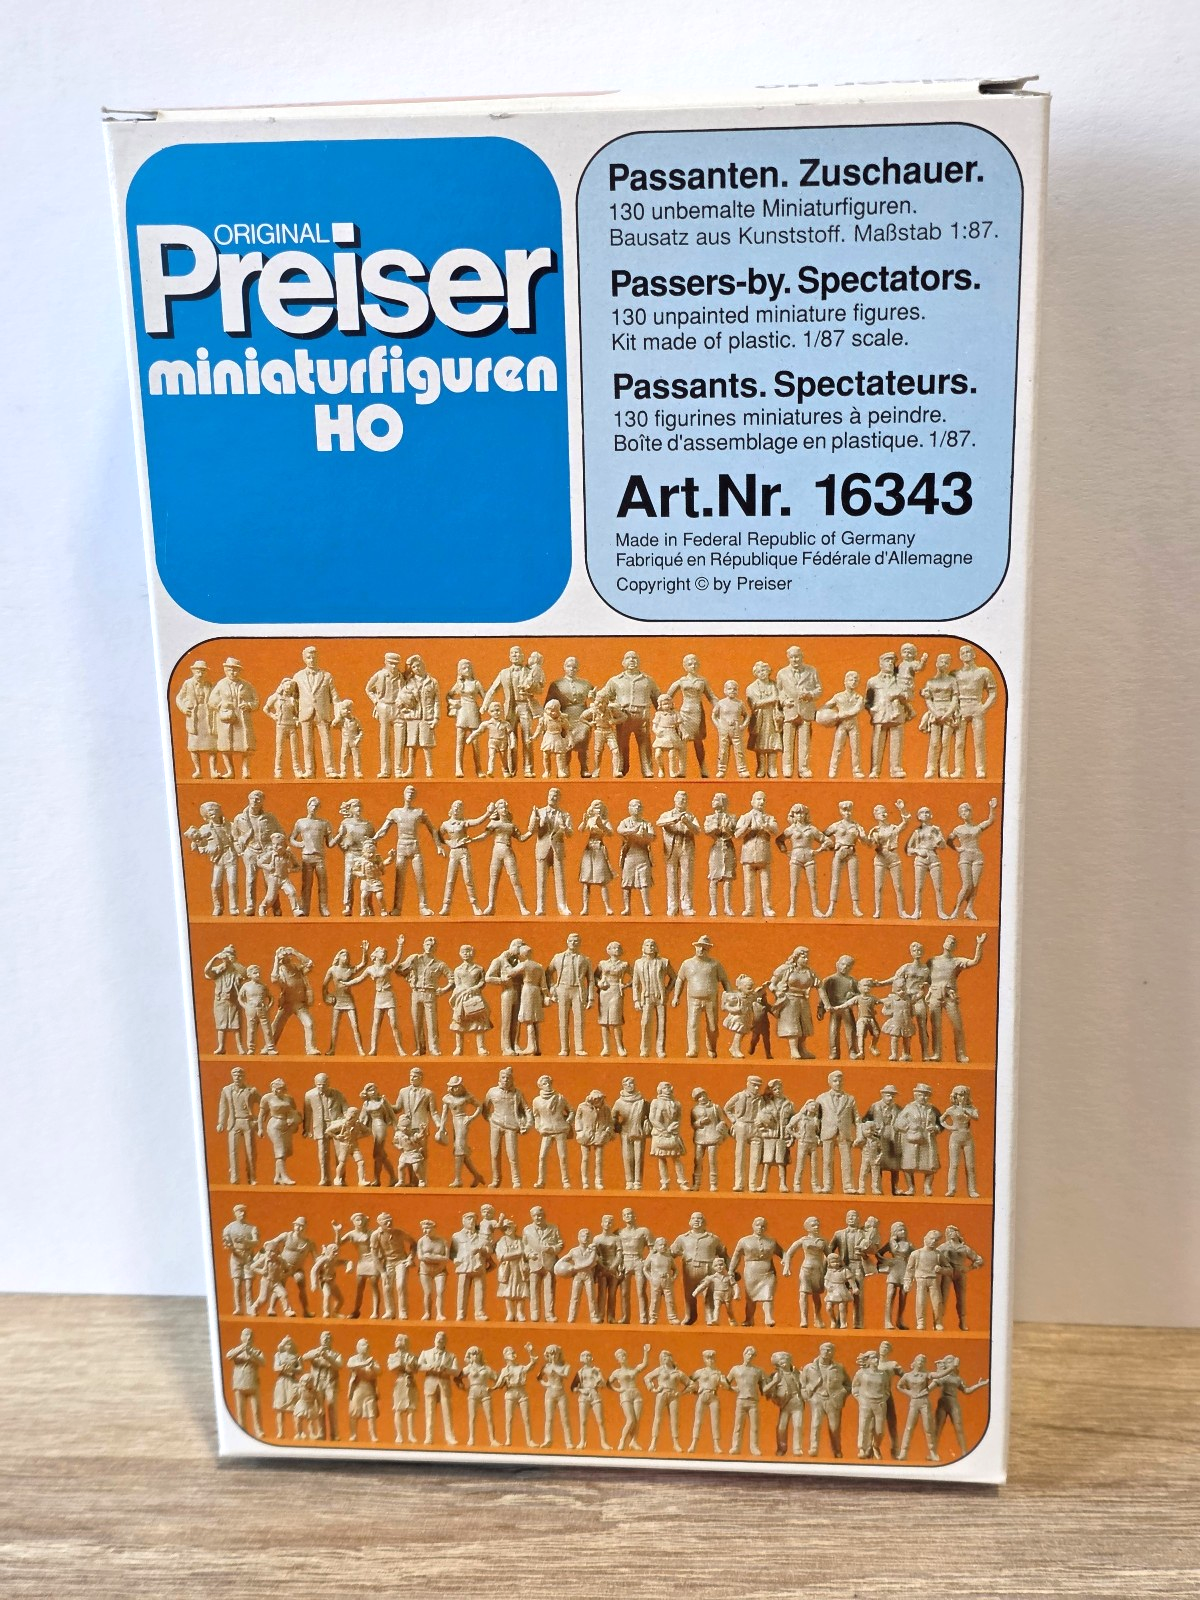 ORIGINAL
Preiser
miniaturfiguren
HO
Passanten. Zuschauer.
130 unbemalte Miniaturfiguren.
Bausatz aus Kunststoff. Maßstab 1:87.
Passers-by. Spectators.
130 unpainted miniature figures.
Kit made of plastic. 1/87 scale.
Passants. Spectateurs.
130 figurines miniatures à peindre.
Boîte d'assemblage en plastique. 1/87.
Art.Nr. 16343
Made in Federal Republic of Germany
Fabriqué en République Fédérale d'Allemagne
Copyright © by Preiser